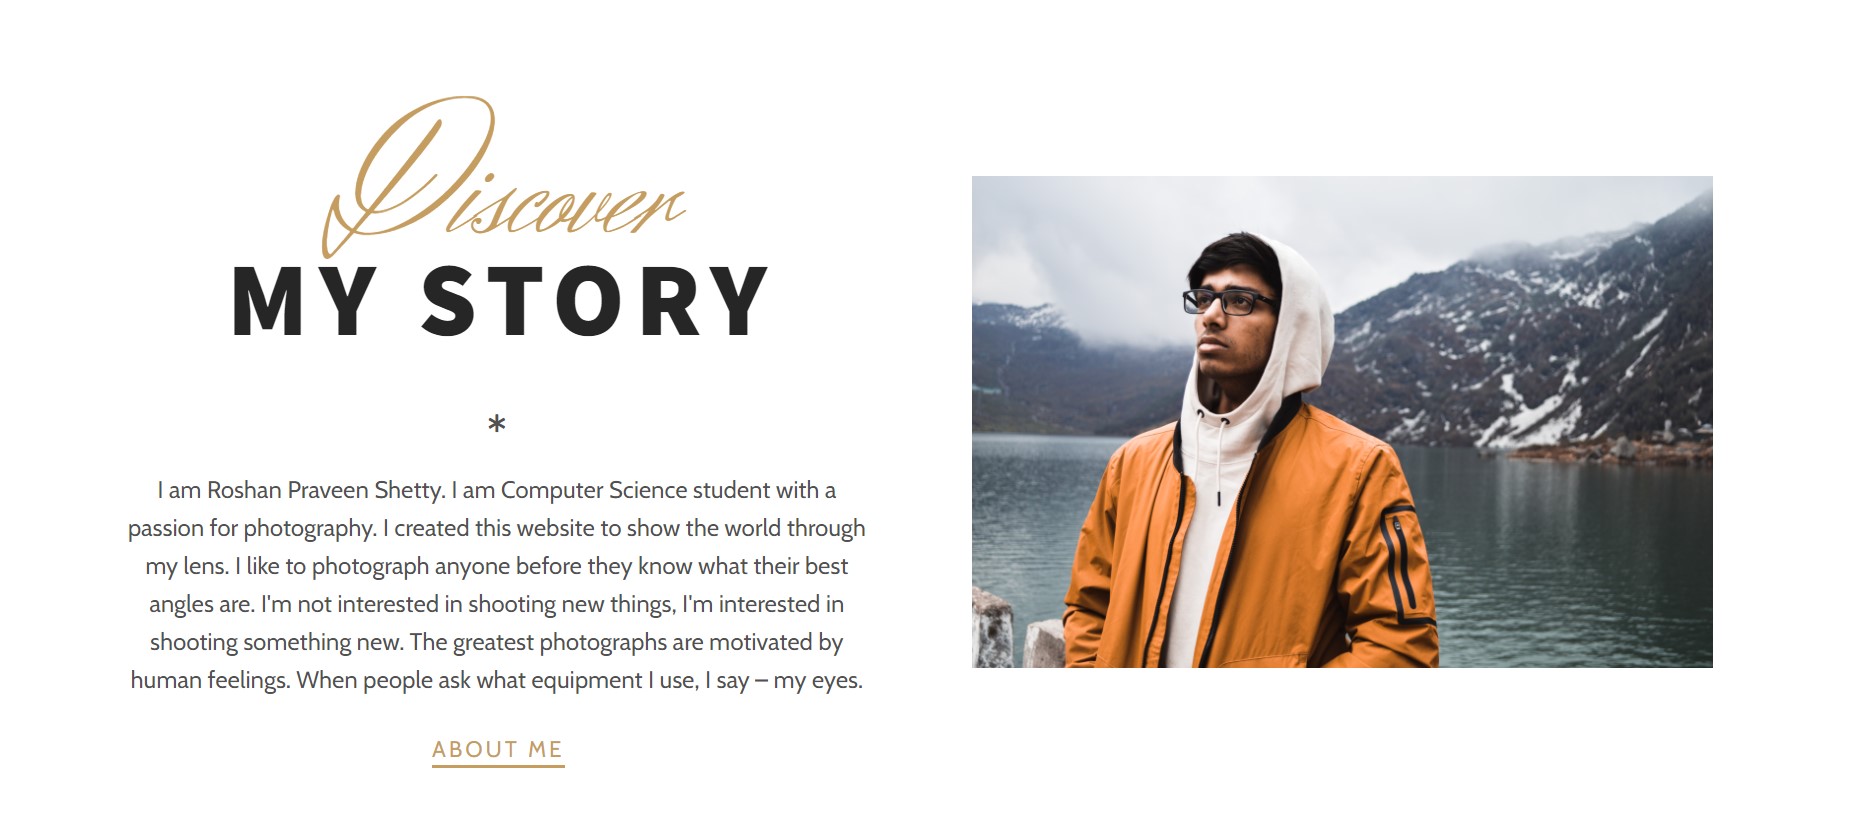 Discover
MY STORY
*
I am Roshan Praveen Shetty. I am Computer Science student with a
passion for photography. I created this website to show the world through
my lens. I like to photograph anyone before they know what their best
angles are. I'm not interested in shooting new things, I'm interested in
shooting something new. The greatest photographs are motivated by
human feelings. When people ask what equipment I use, I say – my eyes.
ABOUT ME